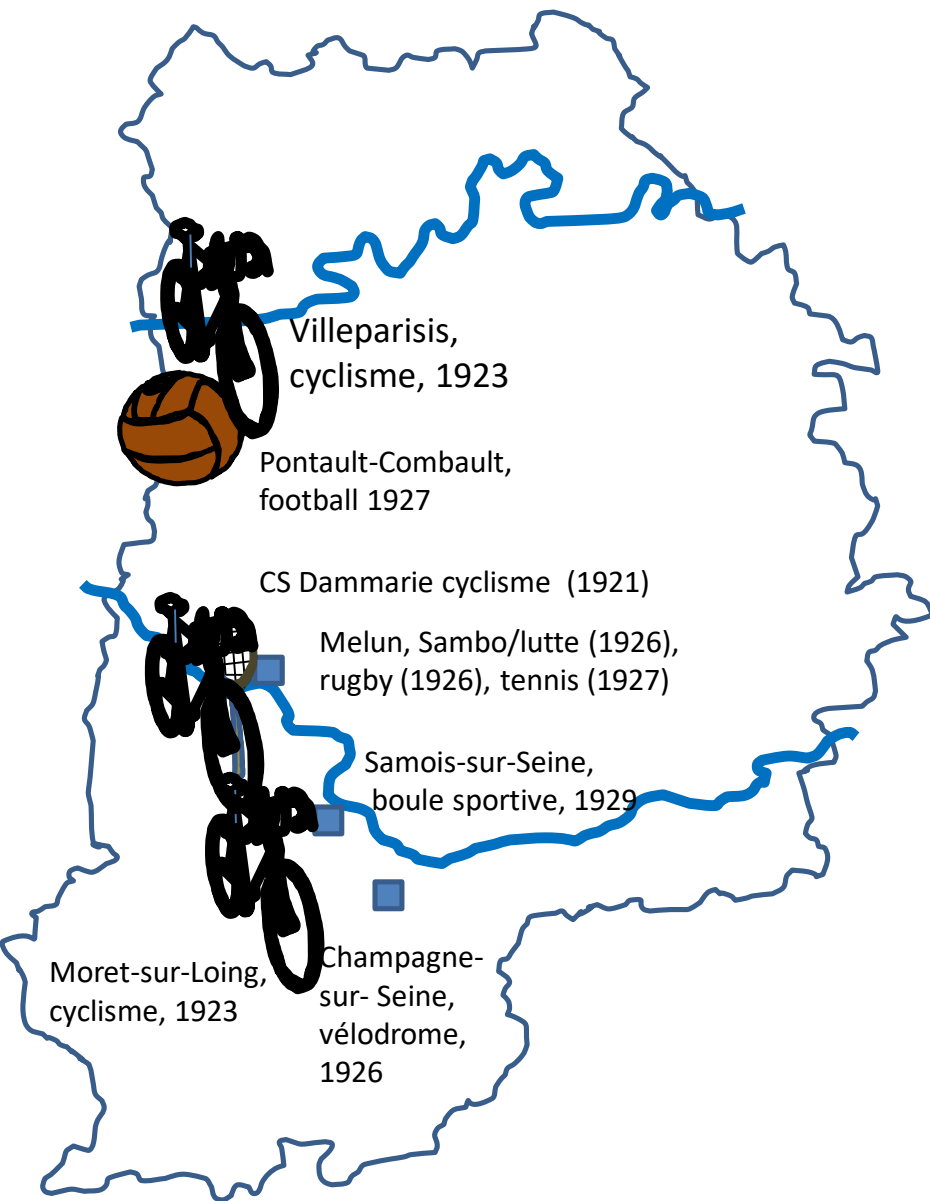 Villeparisis,
cyclisme, 1923
Pontault-Combault,
football 1927
CS Dammarie cyclisme (1921)
Melun, Sambo/lutte (1926),
rugby (1926), tennis (1927)
Samois-sur-Seine,
boule sportive, 1929
Moret-sur-Loing,
cyclisme, 1923
Champagne-
sur- Seine,
vélodrome,
1926